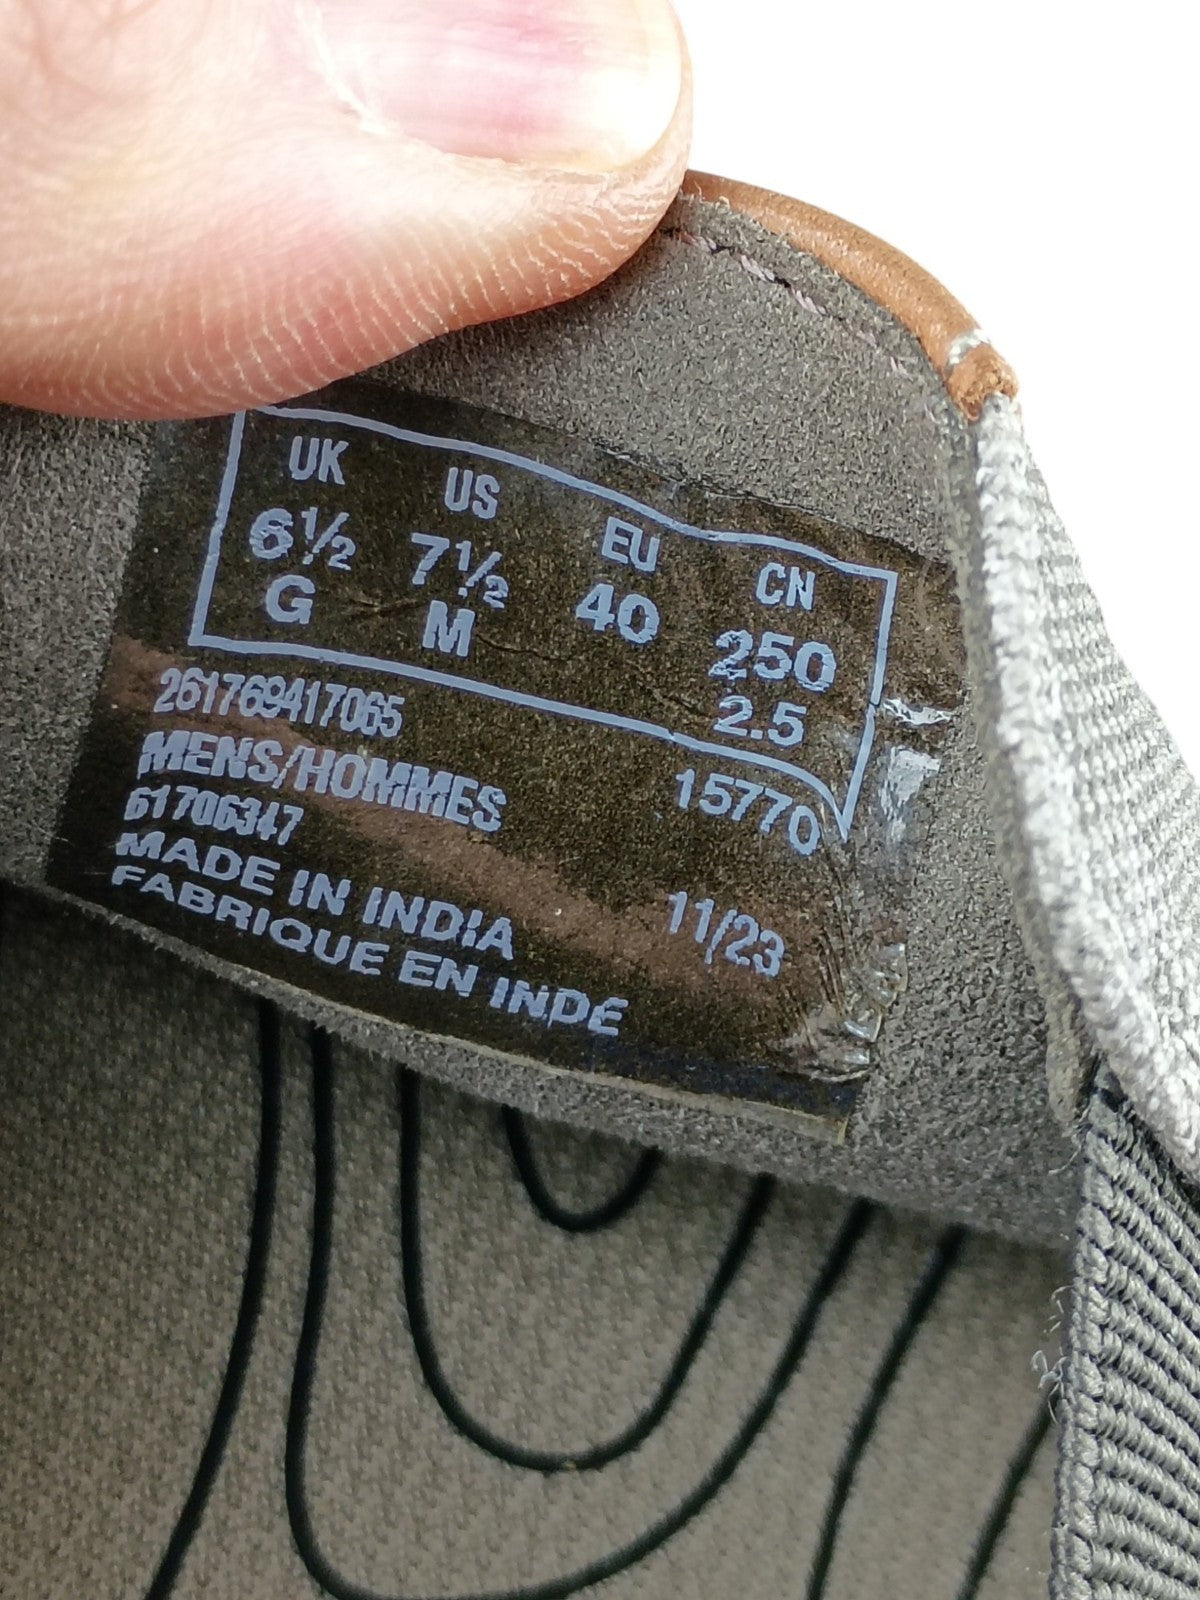 UK US EU CN
6½ 7½ 40 250
G M 2.5
261769417065
MENS/HOMMES 15770
61706347
MADE IN INDIA 11/23
FABRIQUE EN INDE